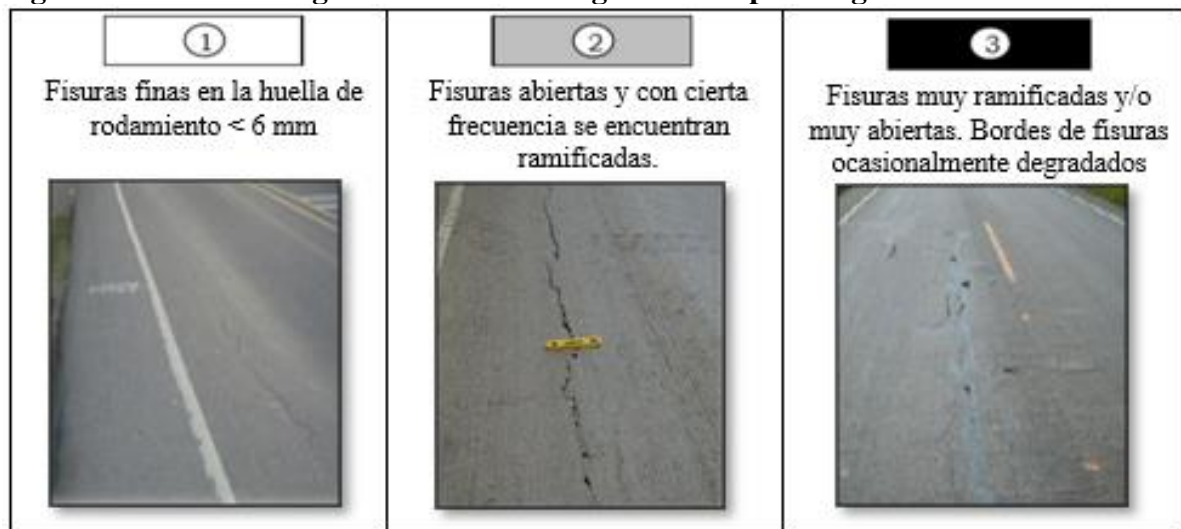 1
Fisuras finas en la huella de
rodamiento < 6 mm
2
Fisuras abiertas y con cierta
frecuencia se encuentran
ramificadas.
3
Fisuras muy ramificadas y/o
muy abiertas. Bordes de fisuras
ocasionalmente degradados